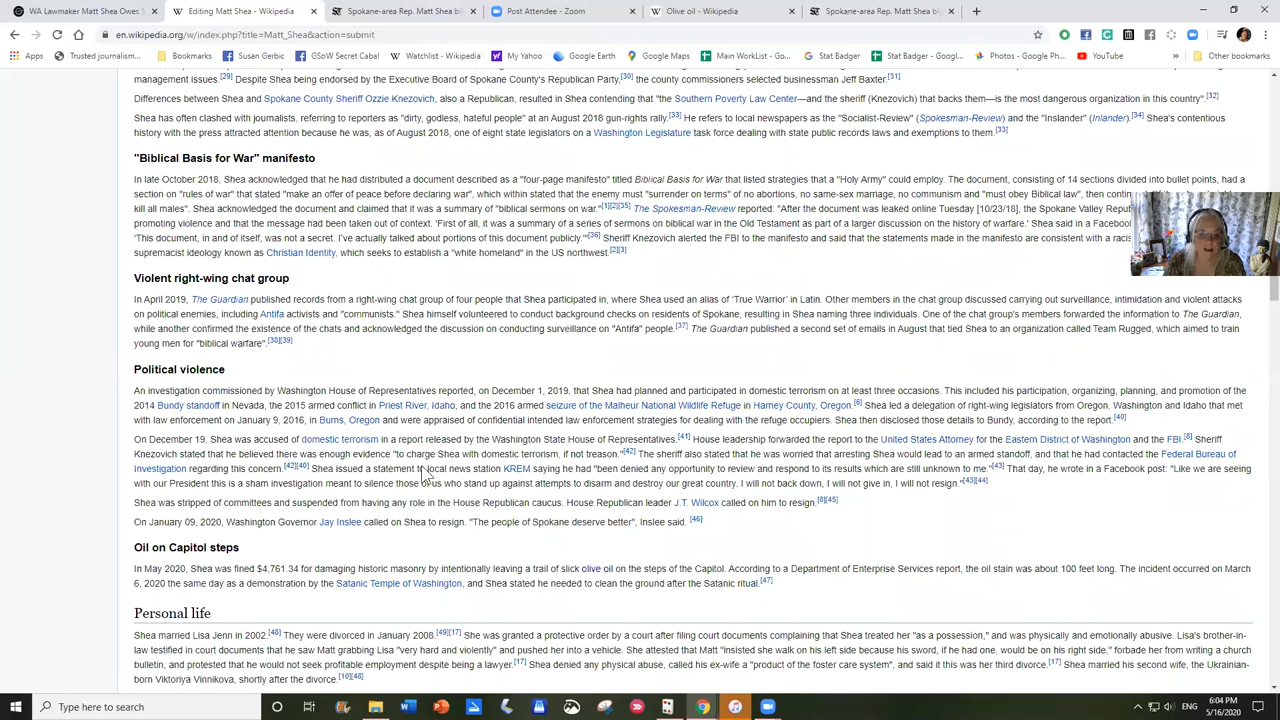 WA Lawmaker Matt Shea Owes S
Editing Matt Shea - Wikipedia
Spokane-area Rep. Matt Shea bil
Post Attendee - Zoom
Olive oil - Wikipedia
Spokane-area Rep. Matt Shea bil
en.wikipedia.org/w/index.php?title=Matt_Shea&action=submit
Apps
Trusted journalism...
Bookmarks
Susan Gerbic
GSoW Secret Cabal
Watchlist - Wikipedia
My Yahoo
Google Earth
Google Maps
Main WorkList - Go...
Stat Badger
Stat Badger - Googl...
Photos - Google Ph...
YouTube
Other bookmarks
management issues.[29] Despite Shea being endorsed by the Executive Board of Spokane County's Republican Party,[30] the county commissioners selected businessman Jeff Baxter.[31]
Differences between Shea and Spokane County Sheriff Ozzie Knezovich, also a Republican, resulted in Shea contending that "the Southern Poverty Law Center—and the sheriff (Knezovich) that backs them—is the most dangerous organization in this country".[32]
Shea has often clashed with journalists, referring to reporters as "dirty, godless, hateful people" at an August 2018 gun-rights rally.[33] He refers to local newspapers as the "Socialist-Review" (Spokesman-Review) and the "Inslander" (Inlander).[34] Shea's contentious
history with the press attracted attention because he was, as of August 2018, one of eight state legislators on a Washington Legislature task force dealing with state public records laws and exemptions to them.[33]
"Biblical Basis for War" manifesto
In late October 2018, Shea acknowledged that he had distributed a document described as a "four-page manifesto" titled Biblical Basis for War that listed strategies that a "Holy Army" could employ. The document, consisting of 14 sections divided into bullet points, had a
section on "rules of war" that stated "make an offer of peace before declaring war", which within stated that the enemy must "surrender on terms" of no abortions, no same-sex marriage, no communism and "must obey Biblical law", then contin
kill all males". Shea acknowledged the document and claimed that it was a summary of "biblical sermons on war."[1][2][35] The Spokesman-Review reported: "After the document was leaked online Tuesday [10/23/18], the Spokane Valley Repu
promoting violence and that the message had been taken out of context. 'First of all, it was a summary of a series of sermons on biblical war in the Old Testament as part of a larger discussion on the history of warfare.' Shea said in a Facebook
'This document, in and of itself, was not a secret. I've actually talked about portions of this document publicly.'"[36] Sheriff Knezovich alerted the FBI to the manifesto and said that the statements made in the manifesto are consistent with a racis
supremacist ideology known as Christian Identity, which seeks to establish a "white homeland" in the US northwest.[2][3]
Violent right-wing chat group
In April 2019, The Guardian published records from a right-wing chat group of four people that Shea participated in, where Shea used an alias of 'True Warrior' in Latin. Other members in the chat group discussed carrying out surveillance, intimidation and violent attacks
on political enemies, including Antifa activists and "communists." Shea himself volunteered to conduct background checks on residents of Spokane, resulting in Shea naming three individuals. One of the chat group's members forwarded the information to The Guardian,
while another confirmed the existence of the chats and acknowledged the discussion on conducting surveillance on "Antifa" people.[37] The Guardian published a second set of emails in August that tied Shea to an organization called Team Rugged, which aimed to train
young men for "biblical warfare".[38][39]
Political violence
An investigation commissioned by Washington House of Representatives reported, on December 1, 2019, that Shea had planned and participated in domestic terrorism on at least three occasions. This included his participation, organizing, planning, and promotion of the
2014 Bundy standoff in Nevada, the 2015 armed conflict in Priest River, Idaho, and the 2016 armed seizure of the Malheur National Wildlife Refuge in Harney County, Oregon.[6] Shea led a delegation of right-wing legislators from Oregon, Washington and Idaho that met
with law enforcement on January 9, 2016, in Burns, Oregon and were appraised of confidential intended law enforcement strategies for dealing with the refuge occupiers. Shea then disclosed those details to Bundy, according to the report.[40]
On December 19, Shea was accused of domestic terrorism in a report released by the Washington State House of Representatives.[41] House leadership forwarded the report to the United States Attorney for the Eastern District of Washington and the FBI.[8] Sheriff
Knezovich stated that he believed there was enough evidence "to charge Shea with domestic terrorism, if not treason."[42] The sheriff also stated that he was worried that arresting Shea would lead to an armed standoff, and that he had contacted the Federal Bureau of
Investigation regarding this concern.[42][40] Shea issued a statement to local news station KREM saying he had "been denied any opportunity to review and respond to its results which are still unknown to me."[43] That day, he wrote in a Facebook post: "Like we are seeing
with our President this is a sham investigation meant to silence those of us who stand up against attempts to disarm and destroy our great country. I will not back down, I will not give in, I will not resign."[43][44]
Shea was stripped of committees and suspended from having any role in the House Republican caucus. House Republican leader J.T. Wilcox called on him to resign.[8][45]
On January 09, 2020, Washington Governor Jay Inslee called on Shea to resign. "The people of Spokane deserve better", Inslee said. [46]
Oil on Capitol steps
In May 2020, Shea was fined $4,761.34 for damaging historic masonry by intentionally leaving a trail of slick olive oil on the steps of the Capitol. According to a Department of Enterprise Services report, the oil stain was about 100 feet long. The incident occurred on March
6, 2020 the same day as a demonstration by the Satanic Temple of Washington, and Shea stated he needed to clean the ground after the Satanic ritual.[47]
Personal life
Shea married Lisa Jenn in 2002.[48] They were divorced in January 2008.[49][17] She was granted a protective order by a court after filing court documents complaining that Shea treated her "as a possession," and was physically and emotionally abusive. Lisa's brother-in-
law testified in court documents that he saw Matt grabbing Lisa "very hard and violently" and pushed her into a vehicle. She attested that Matt "insisted she walk on his left side because his sword, if he had one, would be on his right side," forbade her from writing a church
bulletin, and protested that he would not seek profitable employment despite being a lawyer.[17] Shea denied any physical abuse, called his ex-wife a "product of the foster care system", and said it was her third divorce.[17] Shea married his second wife, the Ukrainian-
born Viktoriya Vinnikova, shortly after the divorce.[10][48]
Type here to search
ENG
6:04 PM
5/16/2020